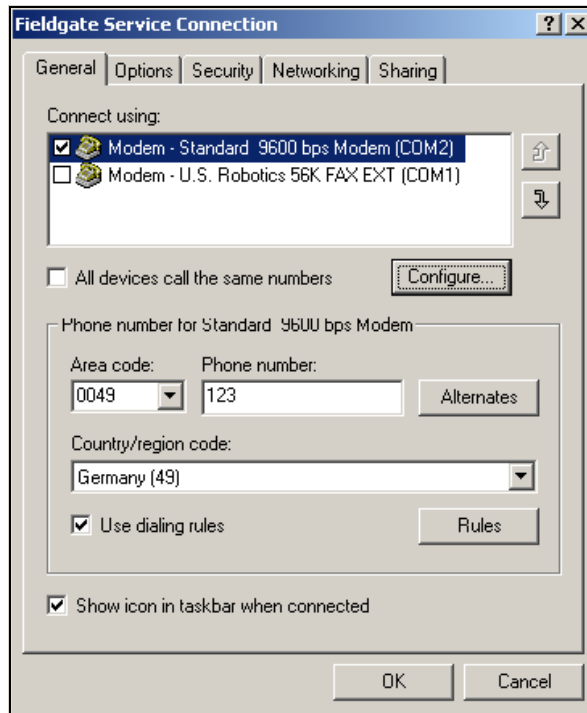 Fieldgate Service Connection
General Options Security Networking Sharing
Connect using:
Modem - Standard 9600 bps Modem (COM2)
Modem - U.S. Robotics 56K FAX EXT (COM1)
All devices call the same numbers Configure...
Phone number for Standard 9600 bps Modem
Area code: Phone number:
0049 123 Alternates
Country/region code:
Germany (49)
Use dialing rules Rules
Show icon in taskbar when connected
OK Cancel